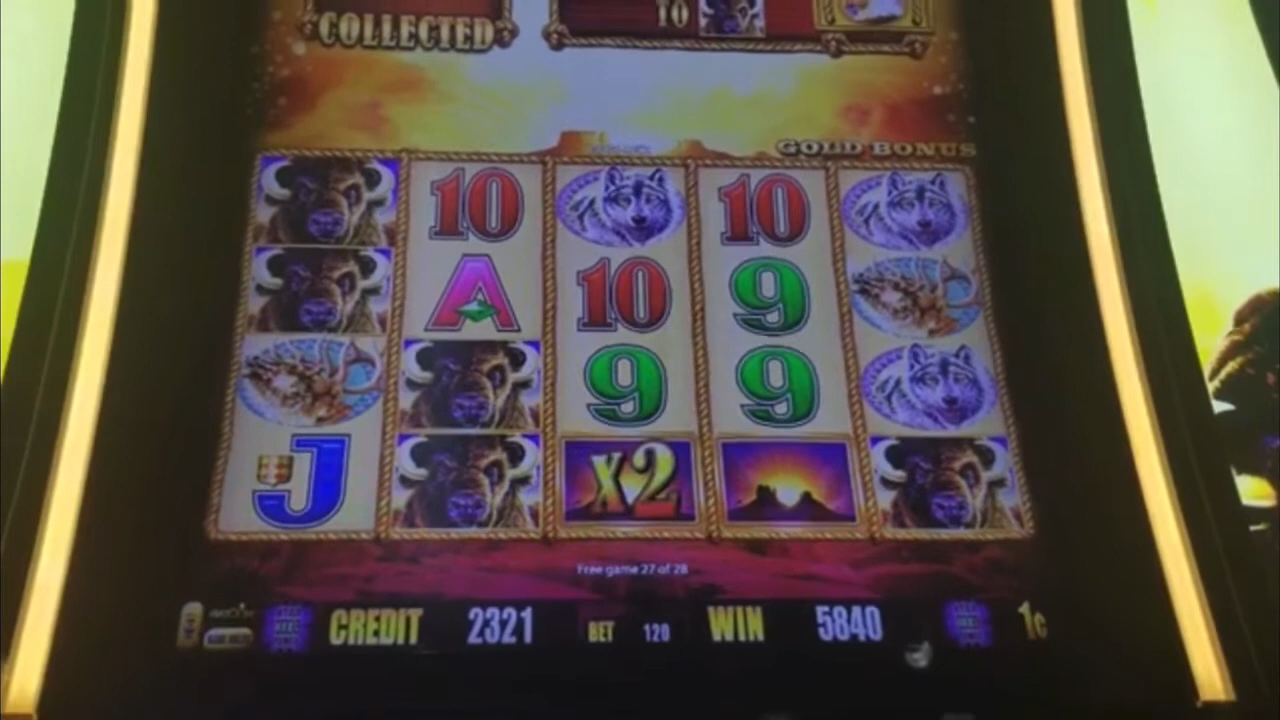 COLLECTED
TO
GOLD BONUS
10 10
A 10 9
9 9
J X2
Free game 27 of 28
CREDIT 2321 BET 120 WIN 5840 1c